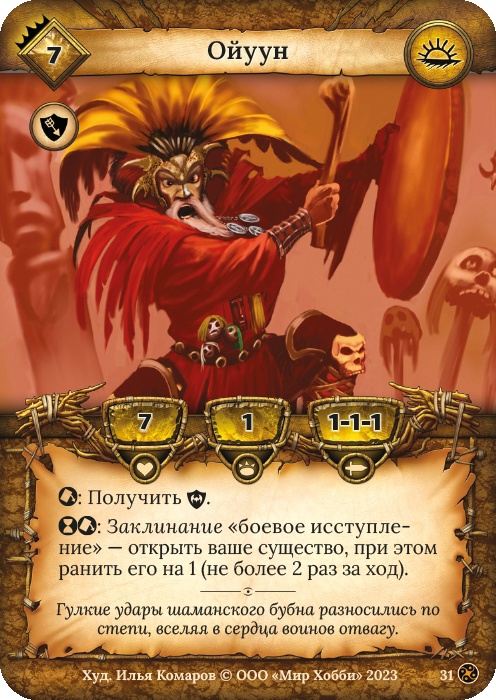 7
Ойуун
7
1
1-1-1
: Получить .
: Заклинание «боевое исступле-
ние» — открыть ваше существо, при этом
ранить его на 1 (не более 2 раз за ход).
Гулкие удары шаманского бубна разносились по
степи, вселяя в сердца воинов отвагу.
Худ. Илья Комаров © ООО «Мир Хобби» 2023
31